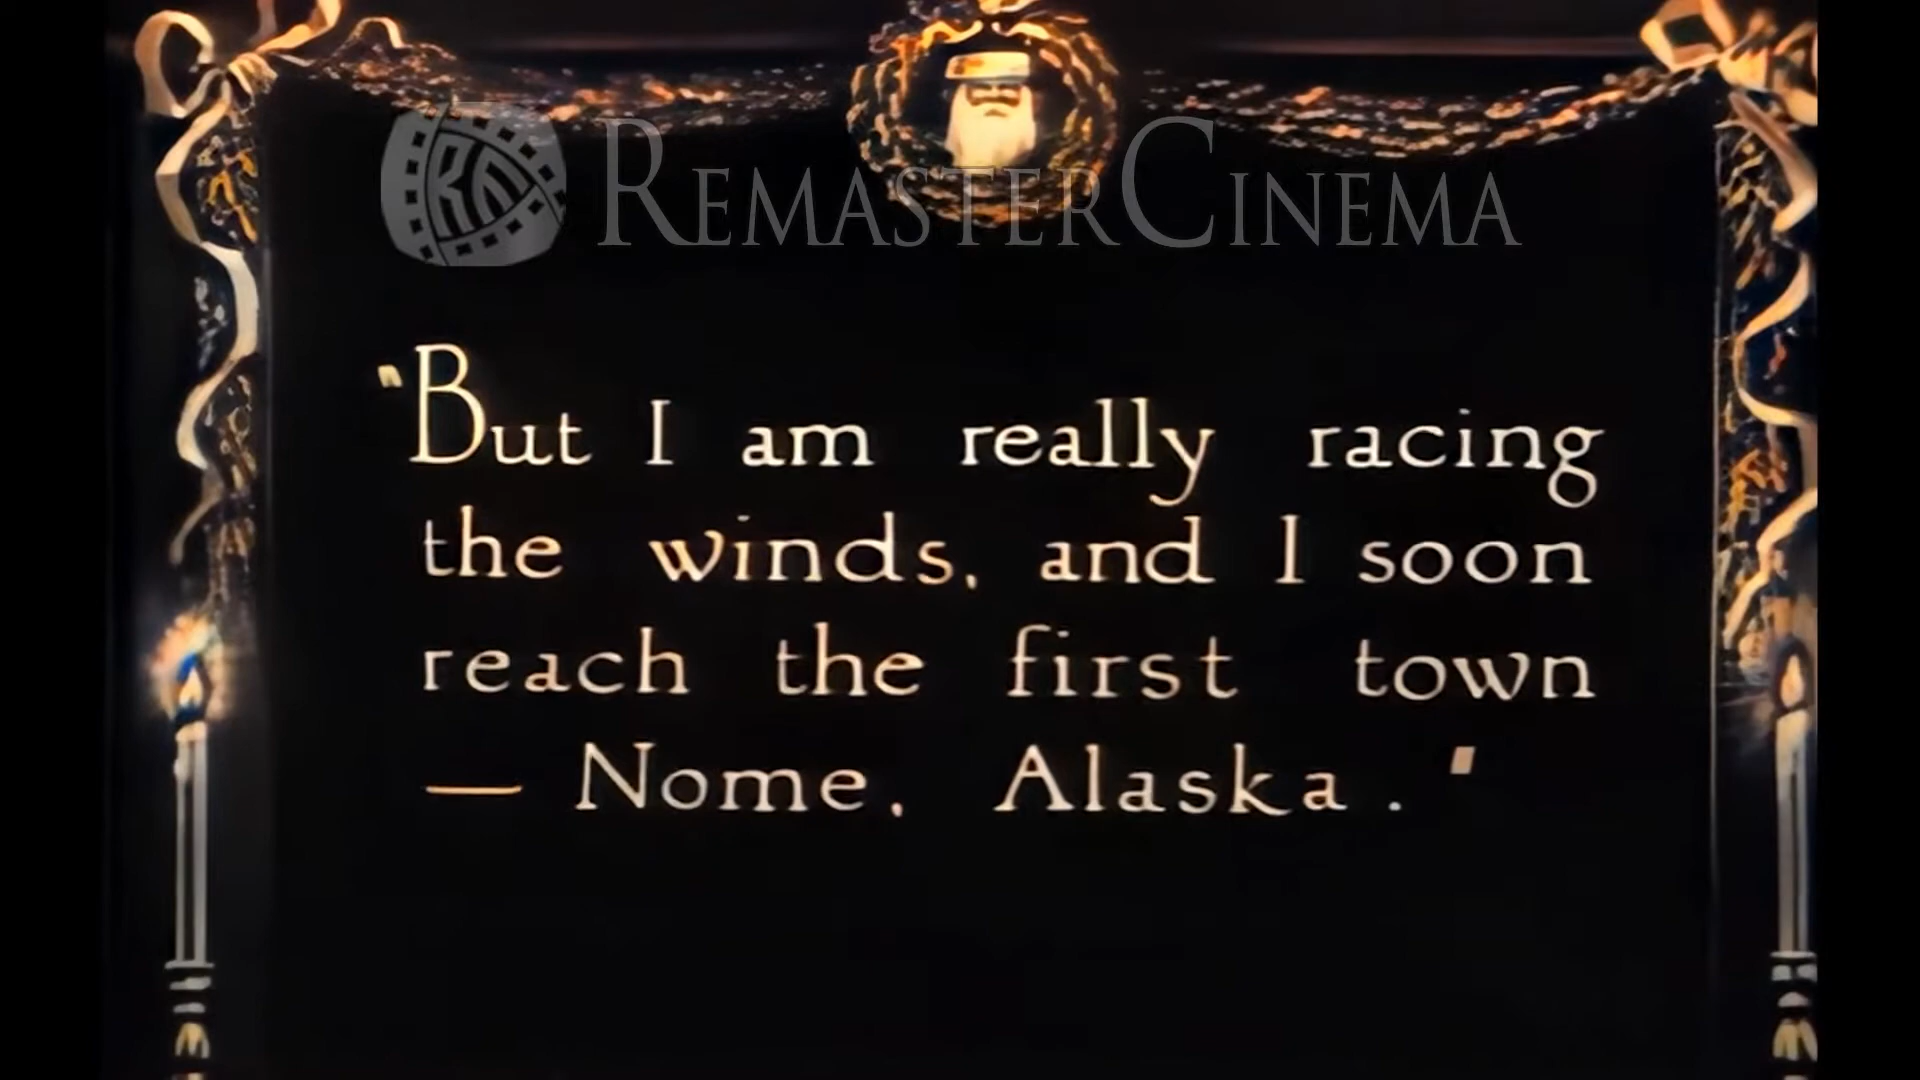 REMASTERCINEMA
"But I am really racing
the winds, and I soon
reach the first town
— Nome, Alaska."